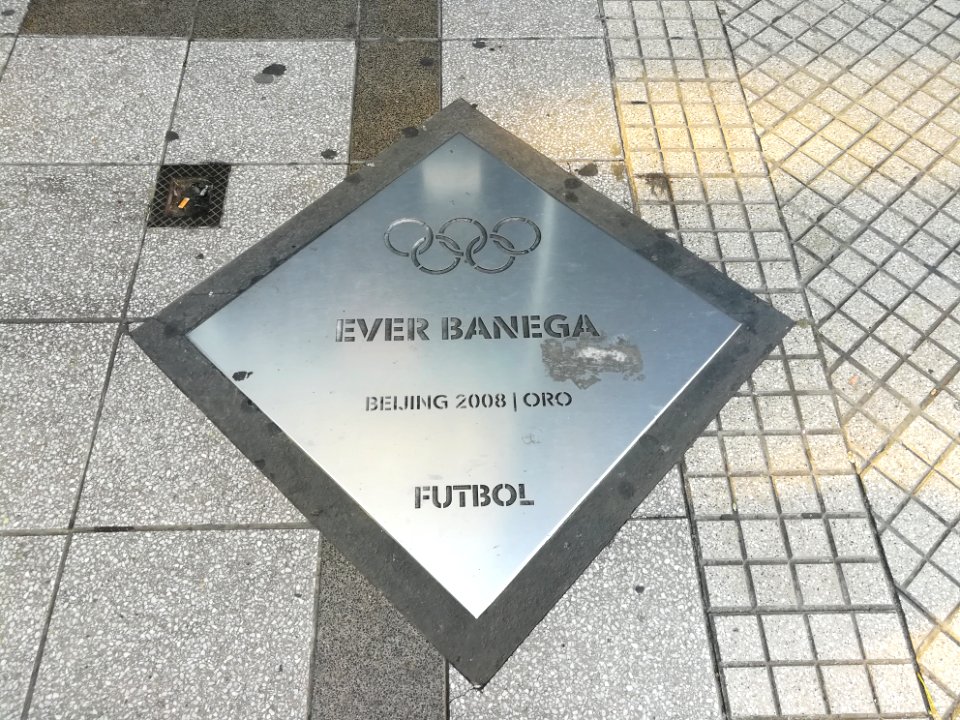 EVER BANEGA
BEIJING 2008 | ORO
FUTBOL